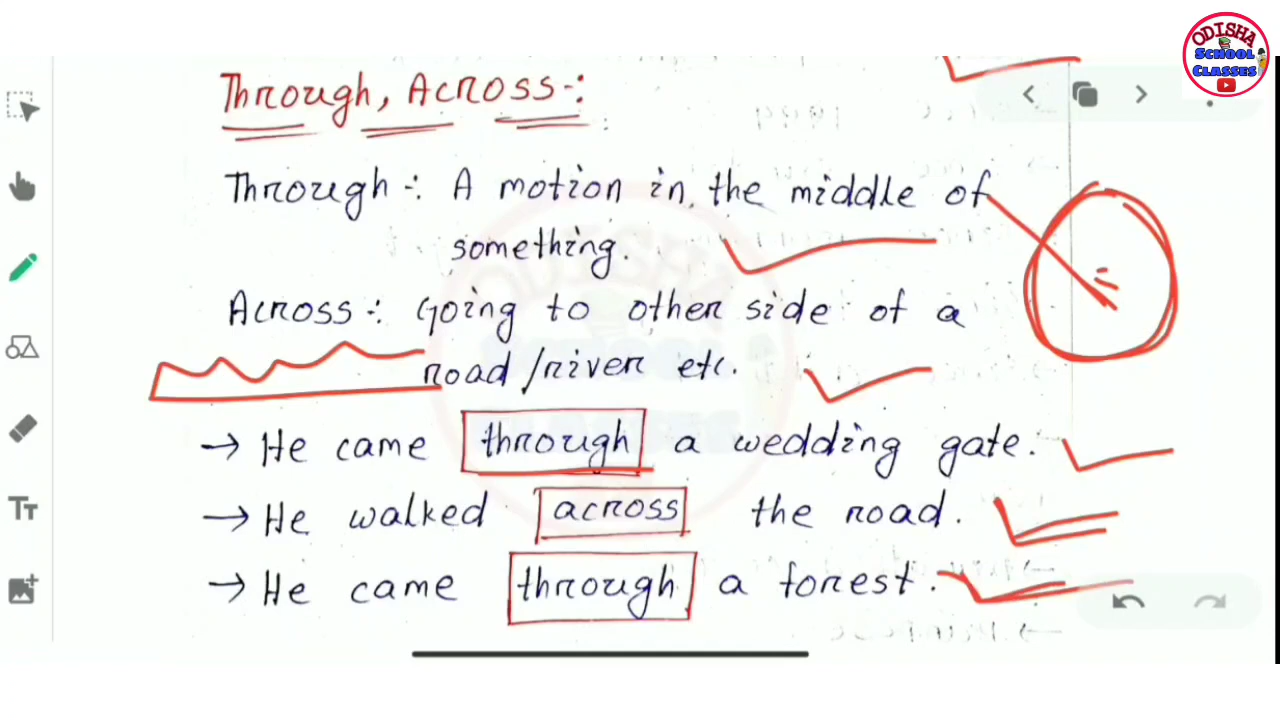 ODISHA
SCHOOL
CLASSES
Through, Across -:
Through -: A motion in the middle of
something.
Across -: Going to other side of a
road/river etc.
→ He came through a wedding gate.
→ He walked across the road.
→ He came through a forest.
TT